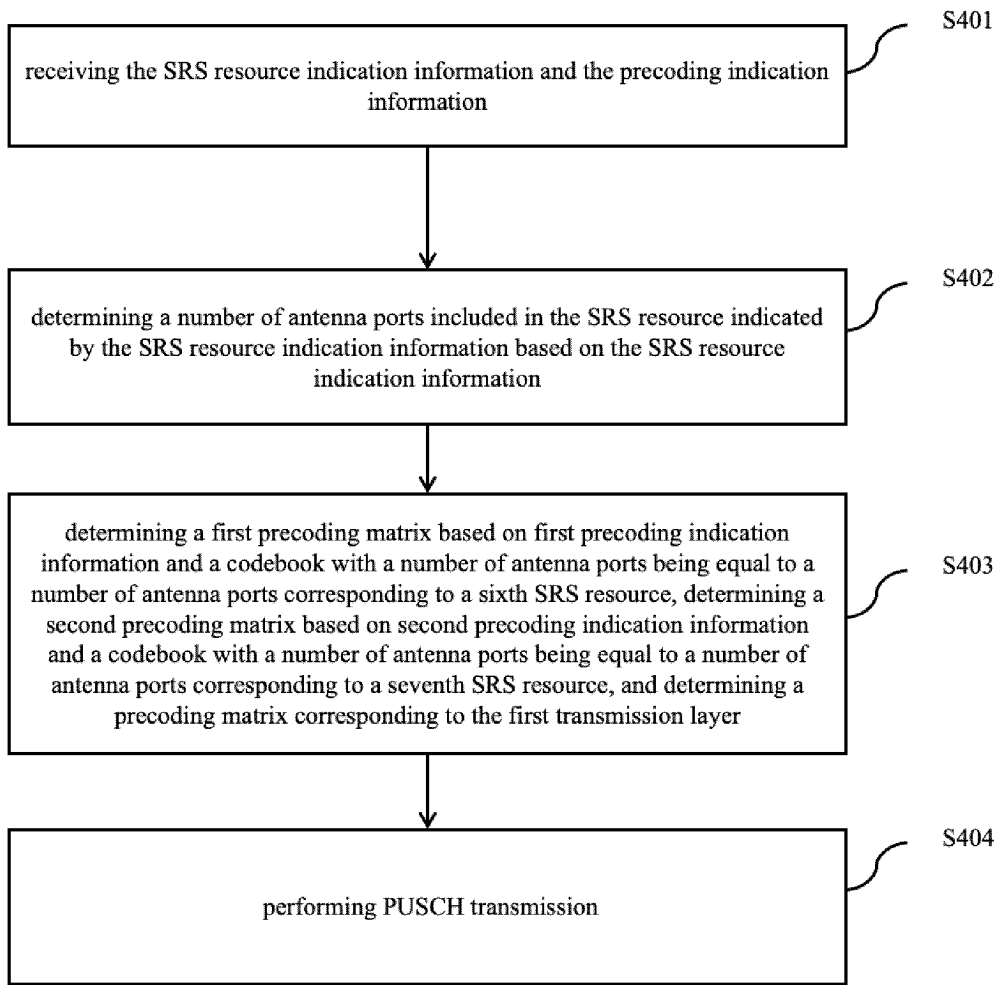 S401
receiving the SRS resource indication information and the precoding indication
information
S402
determining a number of antenna ports included in the SRS resource indicated
by the SRS resource indication information based on the SRS resource
indication information
S403
determining a first precoding matrix based on first precoding indication
information and a codebook with a number of antenna ports being equal to a
number of antenna ports corresponding to a sixth SRS resource, determining a
second precoding matrix based on second precoding indication information
and a codebook with a number of antenna ports being equal to a number of
antenna ports corresponding to a seventh SRS resource, and determining a
precoding matrix corresponding to the first transmission layer
S404
performing PUSCH transmission